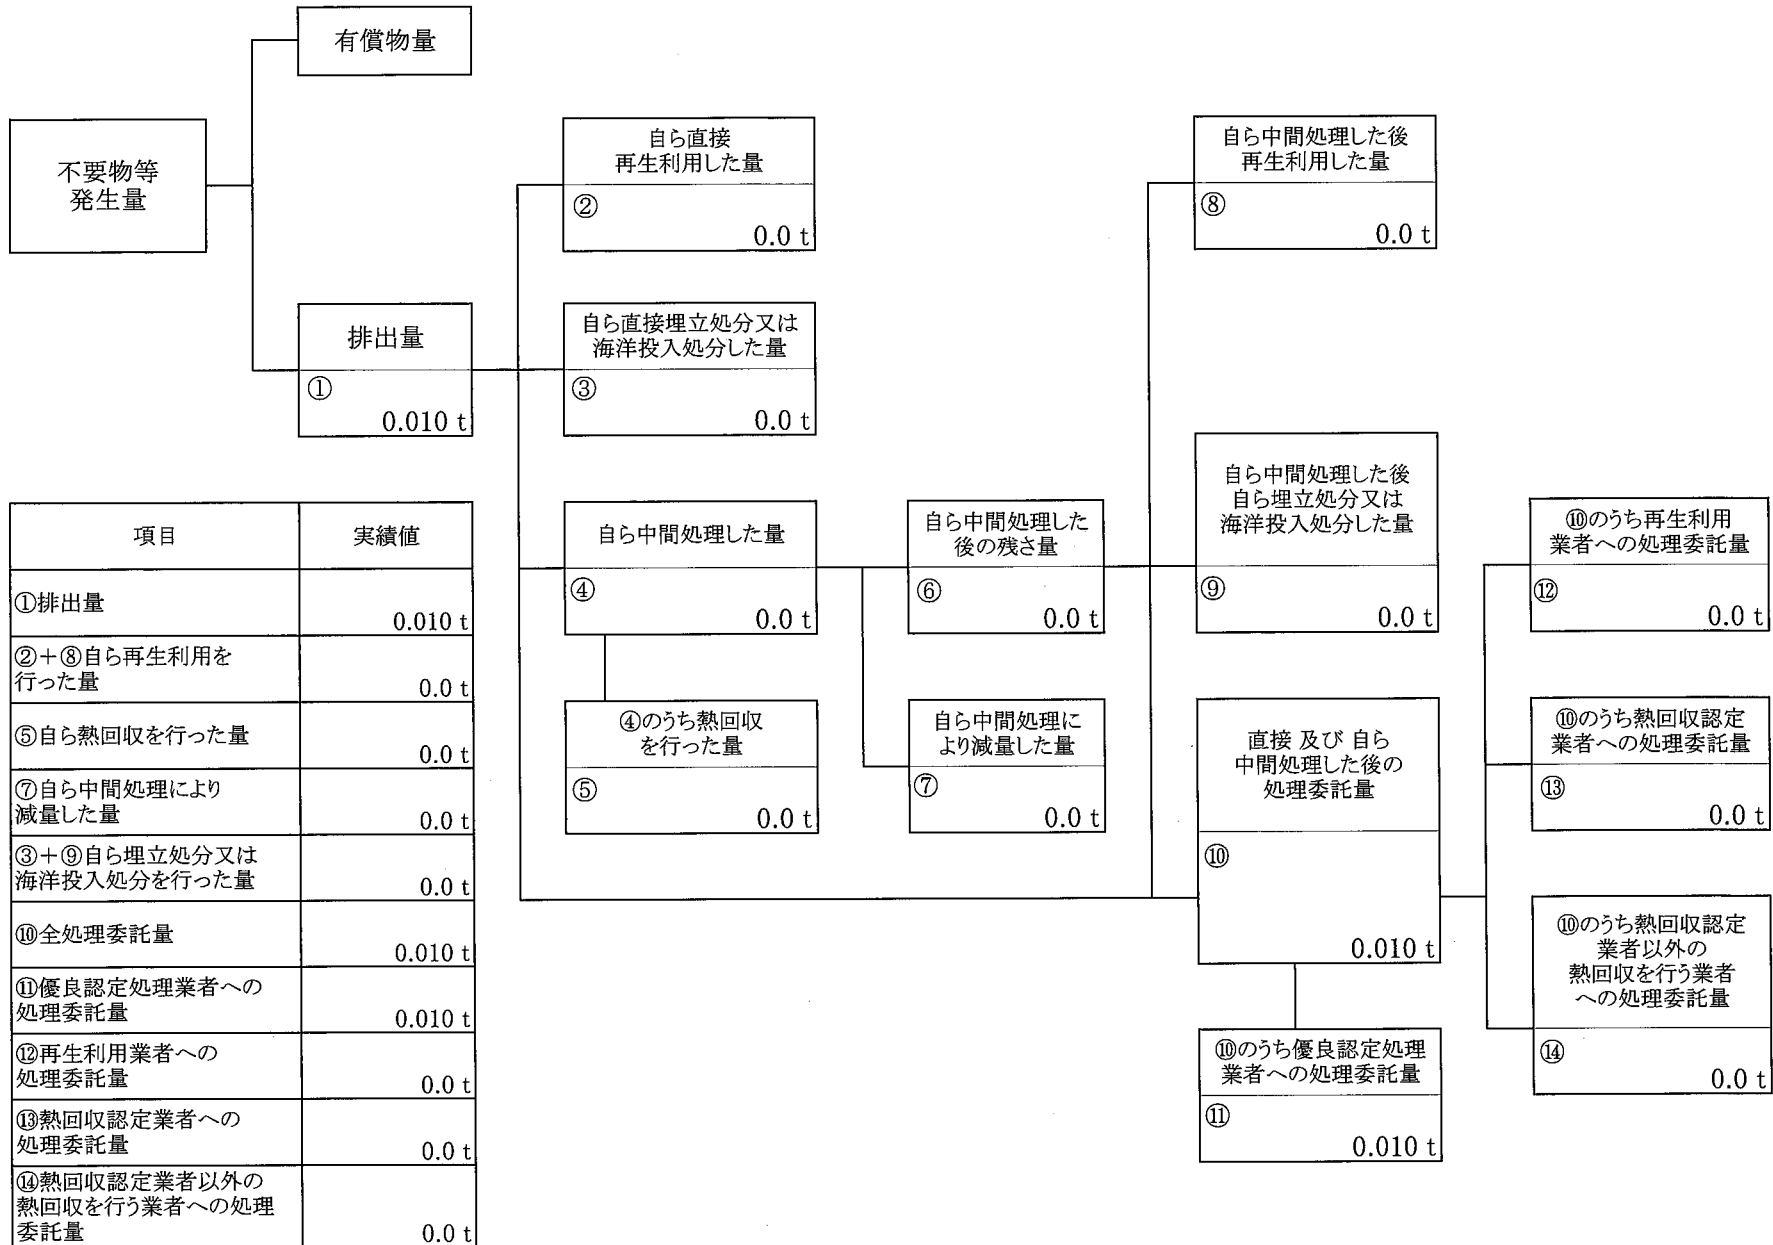 有償物量
不要物等
発生量
排出量
①
0.010 t
自ら直接
再生利用した量
②
0.0 t
自ら直接埋立処分又は
海洋投入処分した量
③
0.0 t
自ら中間処理した量
④
0.0 t
④のうち熱回収
を行った量
⑤
0.0 t
自ら中間処理した
後の残さ量
⑥
0.0 t
自ら中間処理に
より減量した量
⑦
0.0 t
自ら中間処理した後
再生利用した量
⑧
0.0 t
自ら中間処理した後
自ら埋立処分又は
海洋投入処分した量
⑨
0.0 t
直接 及び 自ら
中間処理した後の
処理委託量
⑩
0.010 t
⑩のうち優良認定処理
業者への処理委託量
⑪
0.010 t
⑩のうち再生利用
業者への処理委託量
⑫
0.0 t
⑩のうち熱回収認定
業者への処理委託量
⑬
0.0 t
⑩のうち熱回収認定
業者以外の
熱回収を行う業者
への処理委託量
⑭
0.0 t
項目 実績値
①排出量 0.010 t
②+⑧自ら再生利用を
行った量 0.0 t
⑤自ら熱回収を行った量 0.0 t
⑦自ら中間処理により
減量した量 0.0 t
③+⑨自ら埋立処分又は
海洋投入処分を行った量 0.0 t
⑩全処理委託量 0.010 t
⑪優良認定処理業者への
処理委託量 0.010 t
⑫再生利用業者への
処理委託量 0.0 t
⑬熱回収認定業者への
処理委託量 0.0 t
⑭熱回収認定業者以外の
熱回収を行う業者への処理
委託量 0.0 t